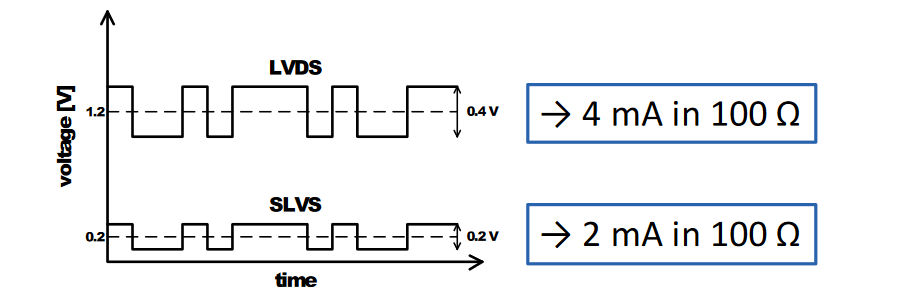 LVDS
voltage [V]
1.2
0.4 V
→ 4 mA in 100 Ω
SLVS
0.2
0.2 V
→ 2 mA in 100 Ω
time